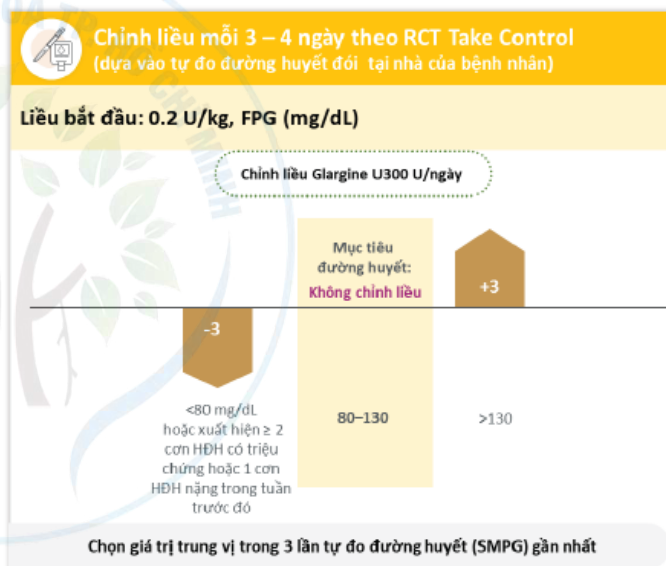 Chỉnh liều mỗi 3 – 4 ngày theo RCT Take Control
(dựa vào tự đo đường huyết đói tại nhà của bệnh nhân)
Liều bắt đầu: 0.2 U/kg, FPG (mg/dL)
Chỉnh liều Glargine U300 U/ngày
Mục tiêu
đường huyết:
Không chỉnh liều
+3
-3
<80 mg/dL
hoặc xuất hiện ≥ 2
cơn HĐH có triệu
chứng hoặc 1 cơn
HĐH nặng trong tuần
trước đó
80–130
>130
Chọn giá trị trung vị trong 3 lần tự đo đường huyết (SMPG) gần nhất